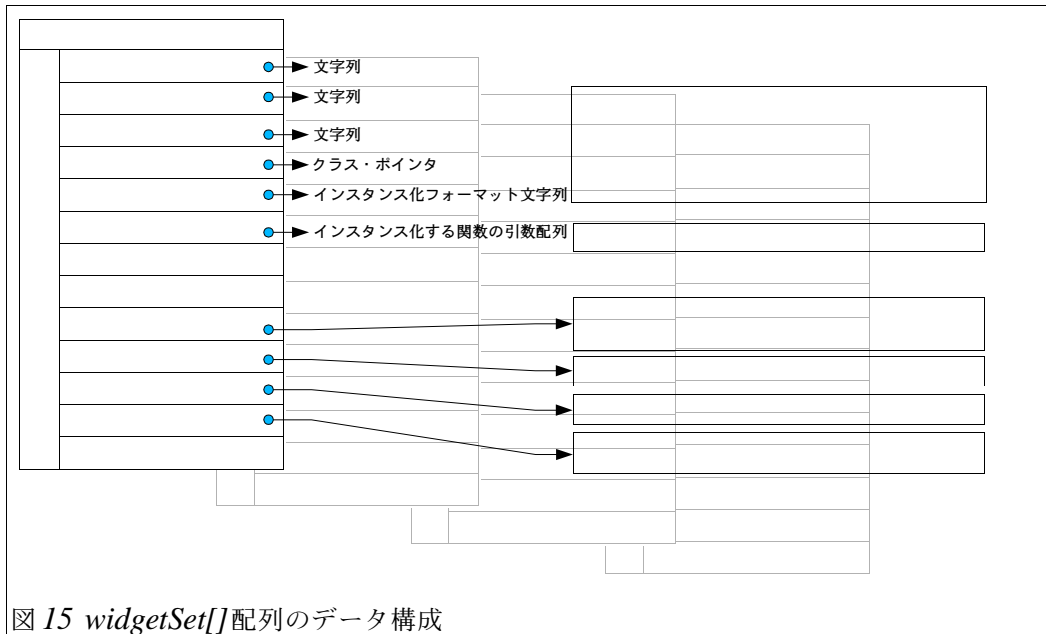 文字列
文字列
文字列
クラス・ポインタ
インスタンス化フォーマット文字列
インスタンス化する関数の引数配列
図 15 widgetSet[]配列のデータ構成